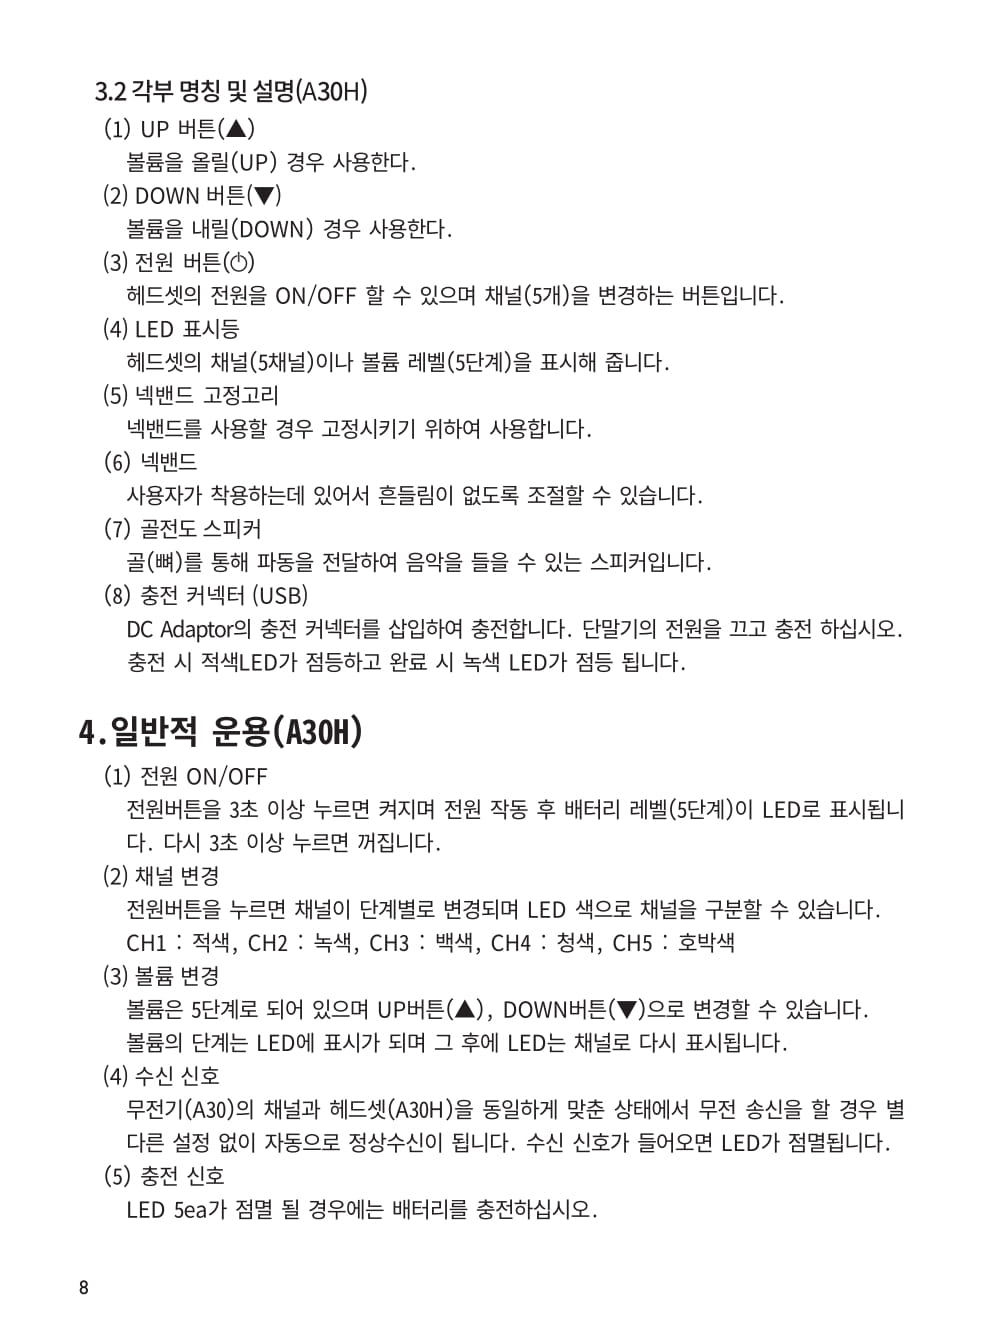 3.2 각부 명칭 및 설명(A30H)
(1) UP 버튼(▲)
볼륨을 올릴(UP) 경우 사용한다.
(2) DOWN 버튼(▼)
볼륨을 내릴(DOWN) 경우 사용한다.
(3) 전원 버튼(⏻)
헤드셋의 전원을 ON/OFF 할 수 있으며 채널(5개)을 변경하는 버튼입니다.
(4) LED 표시등
헤드셋의 채널(5채널)이나 볼륨 레벨(5단계)을 표시해 줍니다.
(5) 넥밴드 고정고리
넥밴드를 사용할 경우 고정시키기 위하여 사용합니다.
(6) 넥밴드
사용자가 착용하는데 있어서 흔들림이 없도록 조절할 수 있습니다.
(7) 골전도 스피커
골(뼈)를 통해 파동을 전달하여 음악을 들을 수 있는 스피커입니다.
(8) 충전 커넥터 (USB)
DC Adaptor의 충전 커넥터를 삽입하여 충전합니다. 단말기의 전원을 끄고 충전 하십시오.
충전 시 적색LED가 점등하고 완료 시 녹색 LED가 점등 됩니다.
4.일반적 운용(A30H)
(1) 전원 ON/OFF
전원버튼을 3초 이상 누르면 켜지며 전원 작동 후 배터리 레벨(5단계)이 LED로 표시됩니
다. 다시 3초 이상 누르면 꺼집니다.
(2) 채널 변경
전원버튼을 누르면 채널이 단계별로 변경되며 LED 색으로 채널을 구분할 수 있습니다.
CH1 : 적색, CH2 : 녹색, CH3 : 백색, CH4 : 청색, CH5 : 호박색
(3) 볼륨 변경
볼륨은 5단계로 되어 있으며 UP버튼(▲), DOWN버튼(▼)으로 변경할 수 있습니다.
볼륨의 단계는 LED에 표시가 되며 그 후에 LED는 채널로 다시 표시됩니다.
(4) 수신 신호
무전기(A30)의 채널과 헤드셋(A30H)을 동일하게 맞춘 상태에서 무전 송신을 할 경우 별
다른 설정 없이 자동으로 정상수신이 됩니다. 수신 신호가 들어오면 LED가 점멸됩니다.
(5) 충전 신호
LED 5ea가 점멸 될 경우에는 배터리를 충전하십시오.
8